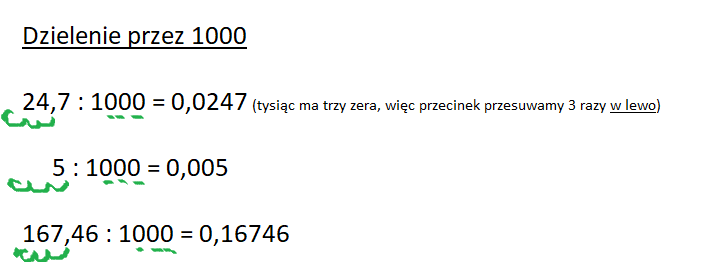 Dzielenie przez 1000
24,7 : 1000 = 0,0247 (tysiąc ma trzy zera, więc przecinek przesuwamy 3 razy w lewo)
5 : 1000 = 0,005
167,46 : 1000 = 0,16746